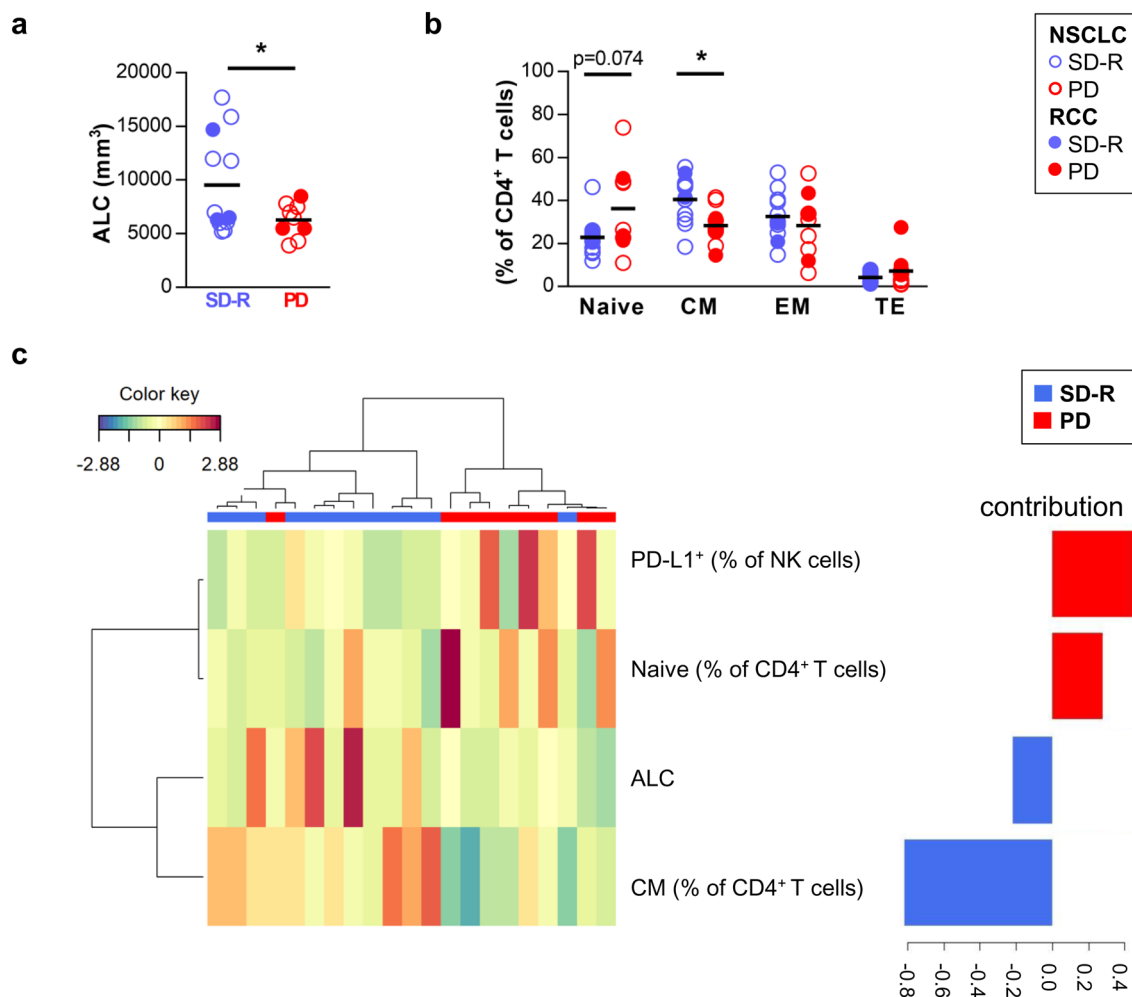 a
*
20000
15000
10000
5000
0
ALC (mm³)
SD-R PD
b
p=0.074 *
100
80
60
40
20
0
(% of CD4⁺ T cells)
Naive CM EM TE
NSCLC
SD-R
PD
RCC
SD-R
PD
c
Color key
-2.88 0 2.88
SD-R
PD
contribution
PD-L1⁺ (% of NK cells)
Naive (% of CD4⁺ T cells)
ALC
CM (% of CD4⁺ T cells)
-0.8 -0.6 -0.4 -0.2 0.0 0.2 0.4